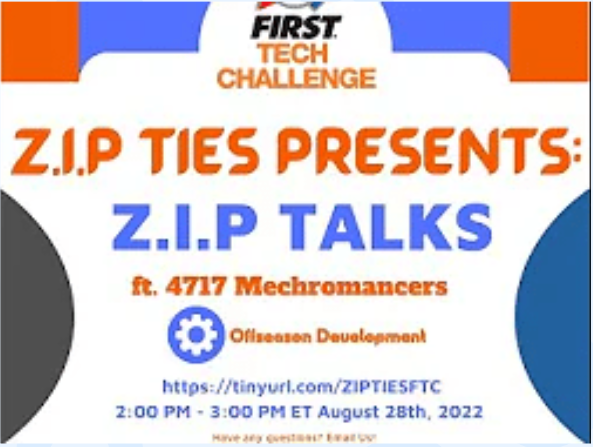 FIRST
TECH
CHALLENGE
Z.I.P TIES PRESENTS:
Z.I.P TALKS
ft. 4717 Mechromancers
Offseason Development
https://tinyurl.com/ZIPTIESFTC
2:00 PM - 3:00 PM ET August 28th, 2022
Have any questions? Email Us!